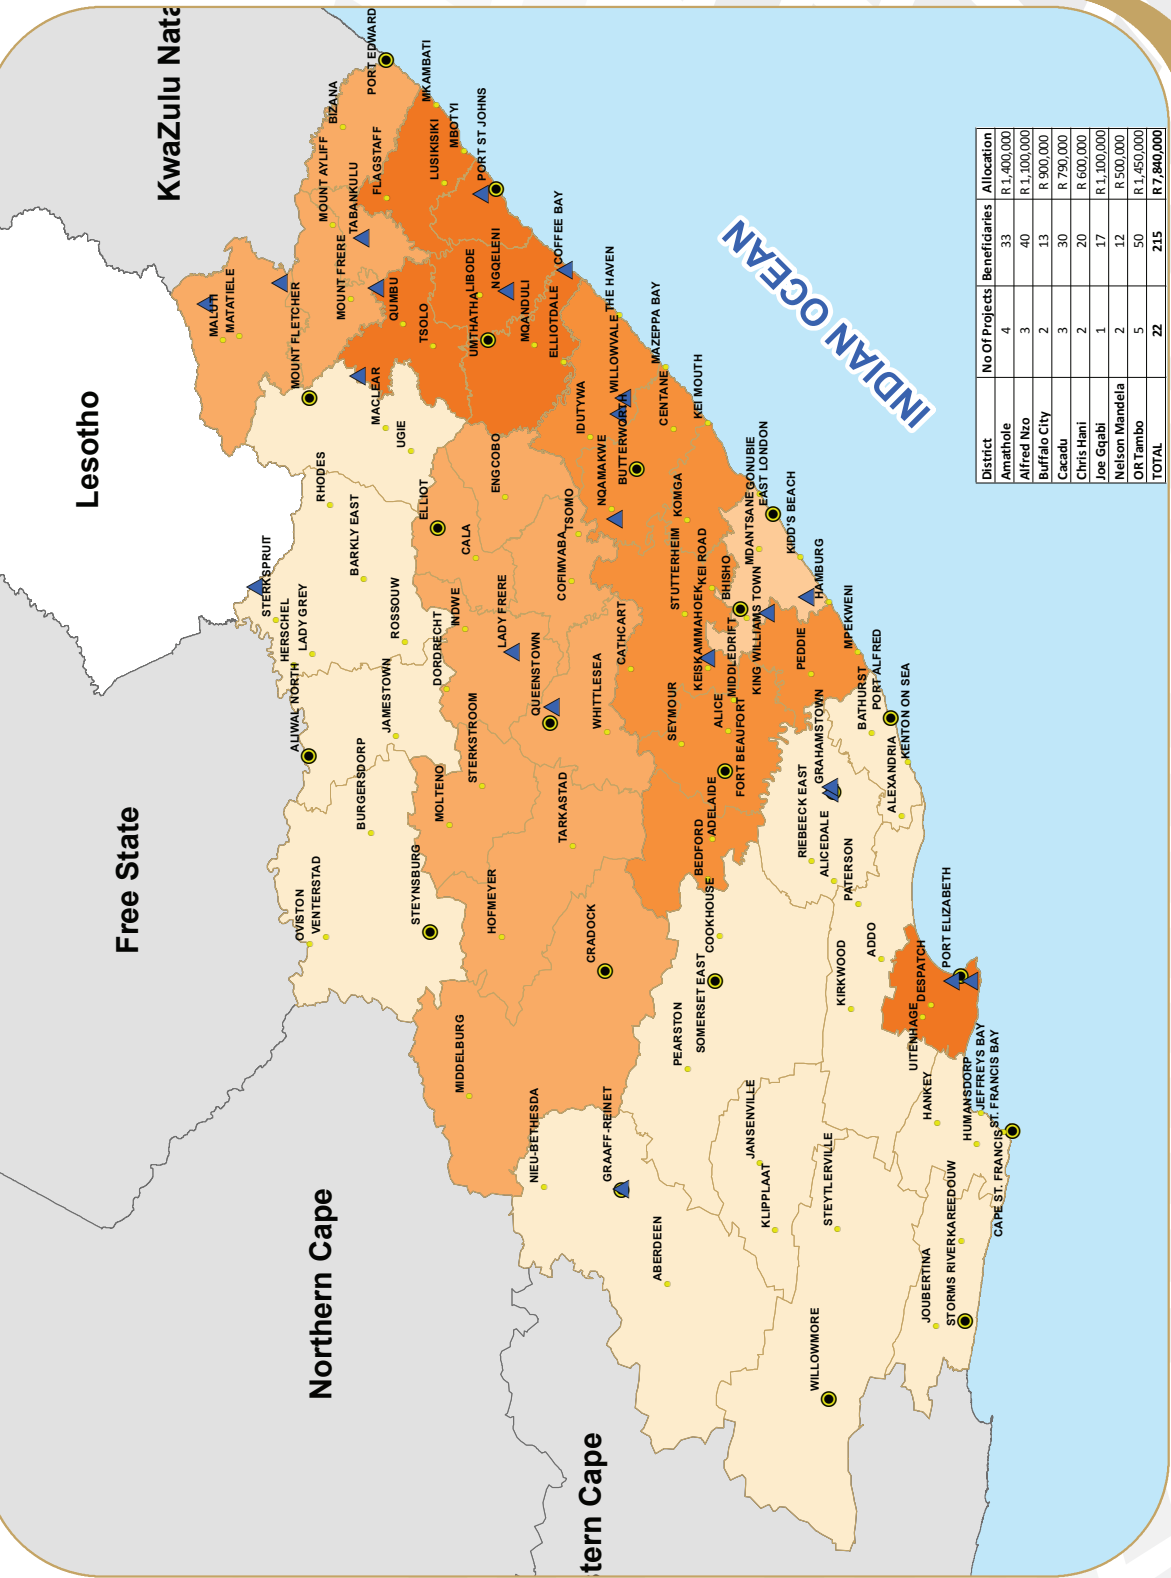 KwaZulu Nata
Lesotho
Free State
Northern Cape
tern Cape
INDIAN OCEAN
PORT EDWARD
BIZANA
MKAMBATI
MBOTYI
LUSIKISIKI
PORT ST JOHNS
FLAGSTAFF
MOUNT AYLIFF
TABANKULU
MOUNT FRERE
MALUTI
MATATIELE
MOUNT FLETCHER
QUMBU
TSOLO
LIBODE
NGQELENI
UMTHATHA
MQANDULI
COFFEE BAY
ELLIOTDALE
THE HAVEN
MACLEAR
UGIE
WILLOWVALE
MAZEPPA BAY
IDUTYWA
CENTANE
KEI MOUTH
BUTTERWORTH
NQAMAKWE
ENGCOBO
ELLIOT
CALA
TSOMO
COFIMVABA
KOMGA
RHODES
BARKLY EAST
STERKSPRUIT
HERSCHEL
LADY GREY
ROSSOUW
INDWE
DORDRECHT
LADY FRERE
QUEENSTOWN
CATHCART
WHITTLESEA
STUTTERHEIM
KEI ROAD
GONUBIE
EAST LONDON
MDANTSANE
KIDD'S BEACH
BHISHO
KING WILLIAMS TOWN
HAMBURG
KEISKAMMAHOEK
MIDDLEDRIFT
PEDDIE
MPEKWENI
ALICE
SEYMOUR
FORT BEAUFORT
ADELAIDE
BEDFORD
ALIWAL NORTH
JAMESTOWN
BURGERSDORP
STERKSTROOM
MOLTENO
TARKASTAD
STEYNSBURG
OVISTON
VENTERSTAD
HOFMEYER
CRADOCK
MIDDELBURG
COOKHOUSE
SOMERSET EAST
PEARSTON
GRAHAMSTOWN
RIEBEECK EAST
ALICEDALE
PATERSON
BATHURST
PORT ALFRED
KENTON ON SEA
ALEXANDRIA
ADDO
KIRKWOOD
PORT ELIZABETH
DESPATCH
UITENHAGE
NIEU-BETHESDA
GRAAFF-REINET
ABERDEEN
JANSENVILLE
KLIPPLAAT
STEYTLERVILLE
WILLOWMORE
HANKEY
HUMANSDORP
JEFFREYS BAY
ST. FRANCIS BAY
CAPE ST. FRANCIS
KAREEDOUW
STORMS RIVER
JOUBERTINA
District No Of Projects Beneficiaries Allocation
Amathole 4 33 R 1,400,000
Alfred Nzo 3 40 R 1,100,000
Buffalo City 2 13 R 900,000
Cacadu 3 30 R 790,000
Chris Hani 2 20 R 600,000
Joe Gqabi 1 17 R 1,100,000
Nelson Mandela 2 12 R 500,000
OR Tambo 5 50 R 1,450,000
TOTAL 22 215 R 7,840,000